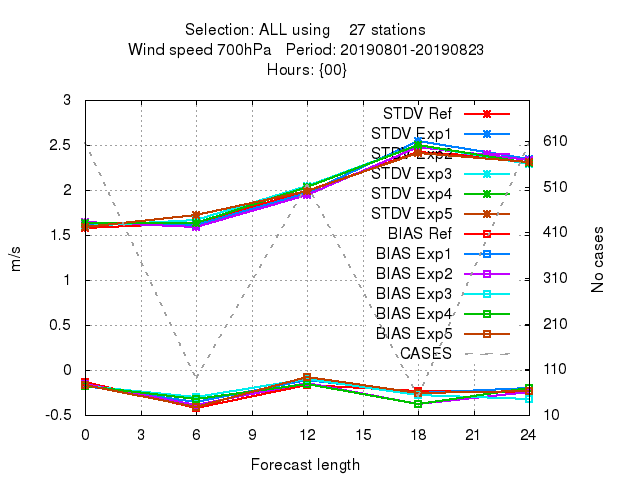 Selection: ALL using    27 stations
Wind speed 700hPa   Period: 20190801-20190823
Hours: {00}
3
2.5
2
1.5
1
0.5
0
-0.5
m/s
STDV Ref
STDV Exp1
STDV Exp2
STDV Exp3
STDV Exp4
STDV Exp5
BIAS Ref
BIAS Exp1
BIAS Exp2
BIAS Exp3
BIAS Exp4
BIAS Exp5
CASES
610
510
410
310
210
110
10
No cases
0 3 6 9 12 15 18 21 24
Forecast length